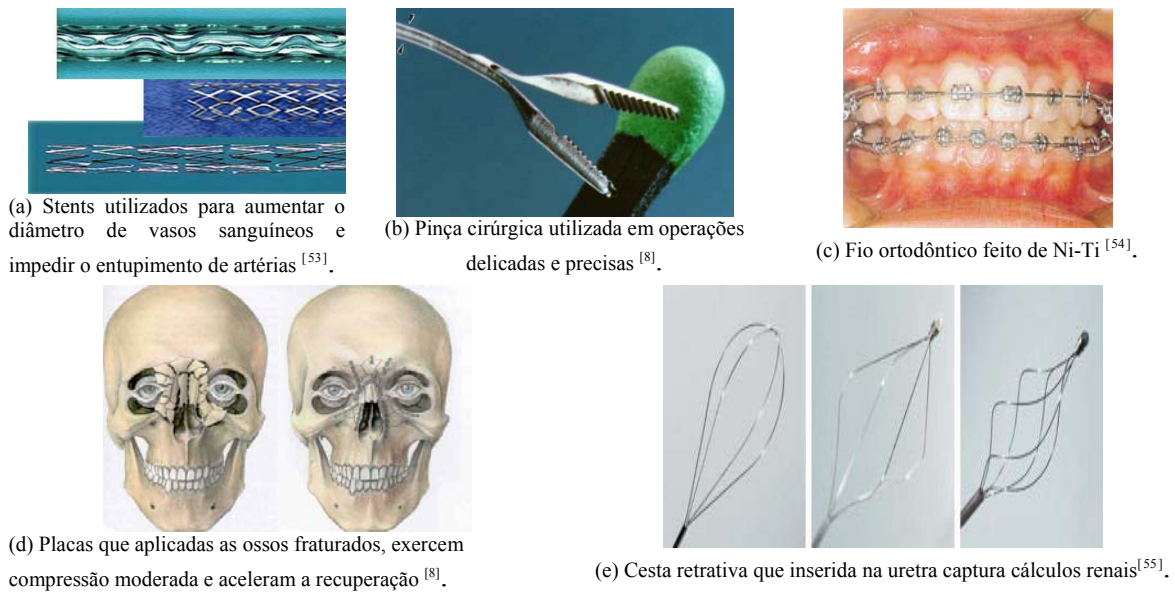 (a) Stents utilizados para aumentar o
diâmetro de vasos sanguíneos e
impedir o entupimento de artérias [53].
(b) Pinça cirúrgica utilizada em operações
delicadas e precisas [8].
(c) Fio ortodôntico feito de Ni-Ti [54].
(d) Placas que aplicadas as ossos fraturados, exercem
compressão moderada e aceleram a recuperação [8].
(e) Cesta retrativa que inserida na uretra captura cálculos renais[55].